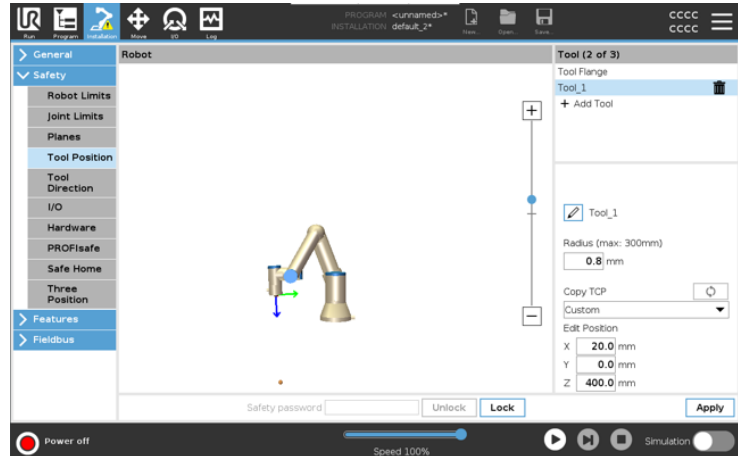 UR
PROGRAM <unnamed>*
INSTALLATION default_2*
cccc
cccc
Run
Program
Installation
Move
I/O
Log
New...
Open...
Save...
General
Safety
Robot Limits
Joint Limits
Planes
Tool Position
Tool
Direction
I/O
Hardware
PROFIsafe
Safe Home
Three
Position
Features
Fieldbus
Robot
Tool (2 of 3)
Tool Flange
Tool_1
+ Add Tool
Tool_1
Radius (max: 300mm)
0.8 mm
Copy TCP
Custom
Edit Position
X 20.0 mm
Y 0.0 mm
Z 400.0 mm
Safety password
Unlock
Lock
Apply
Power off
Speed 100%
Simulation